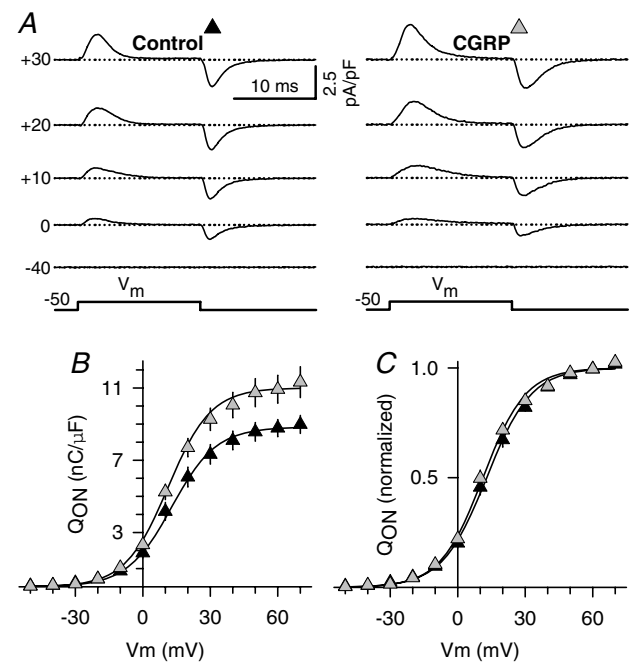 A
Control
CGRP
+30
10 ms
2.5
pA/pF
+20
+10
0
-40
-50
Vm
-50
Vm
B
11
7
3
QON (nC/µF)
-30 0 30 60
Vm (mV)
C
1.0
0.5
QON (normalized)
-30 0 30 60
Vm (mV)